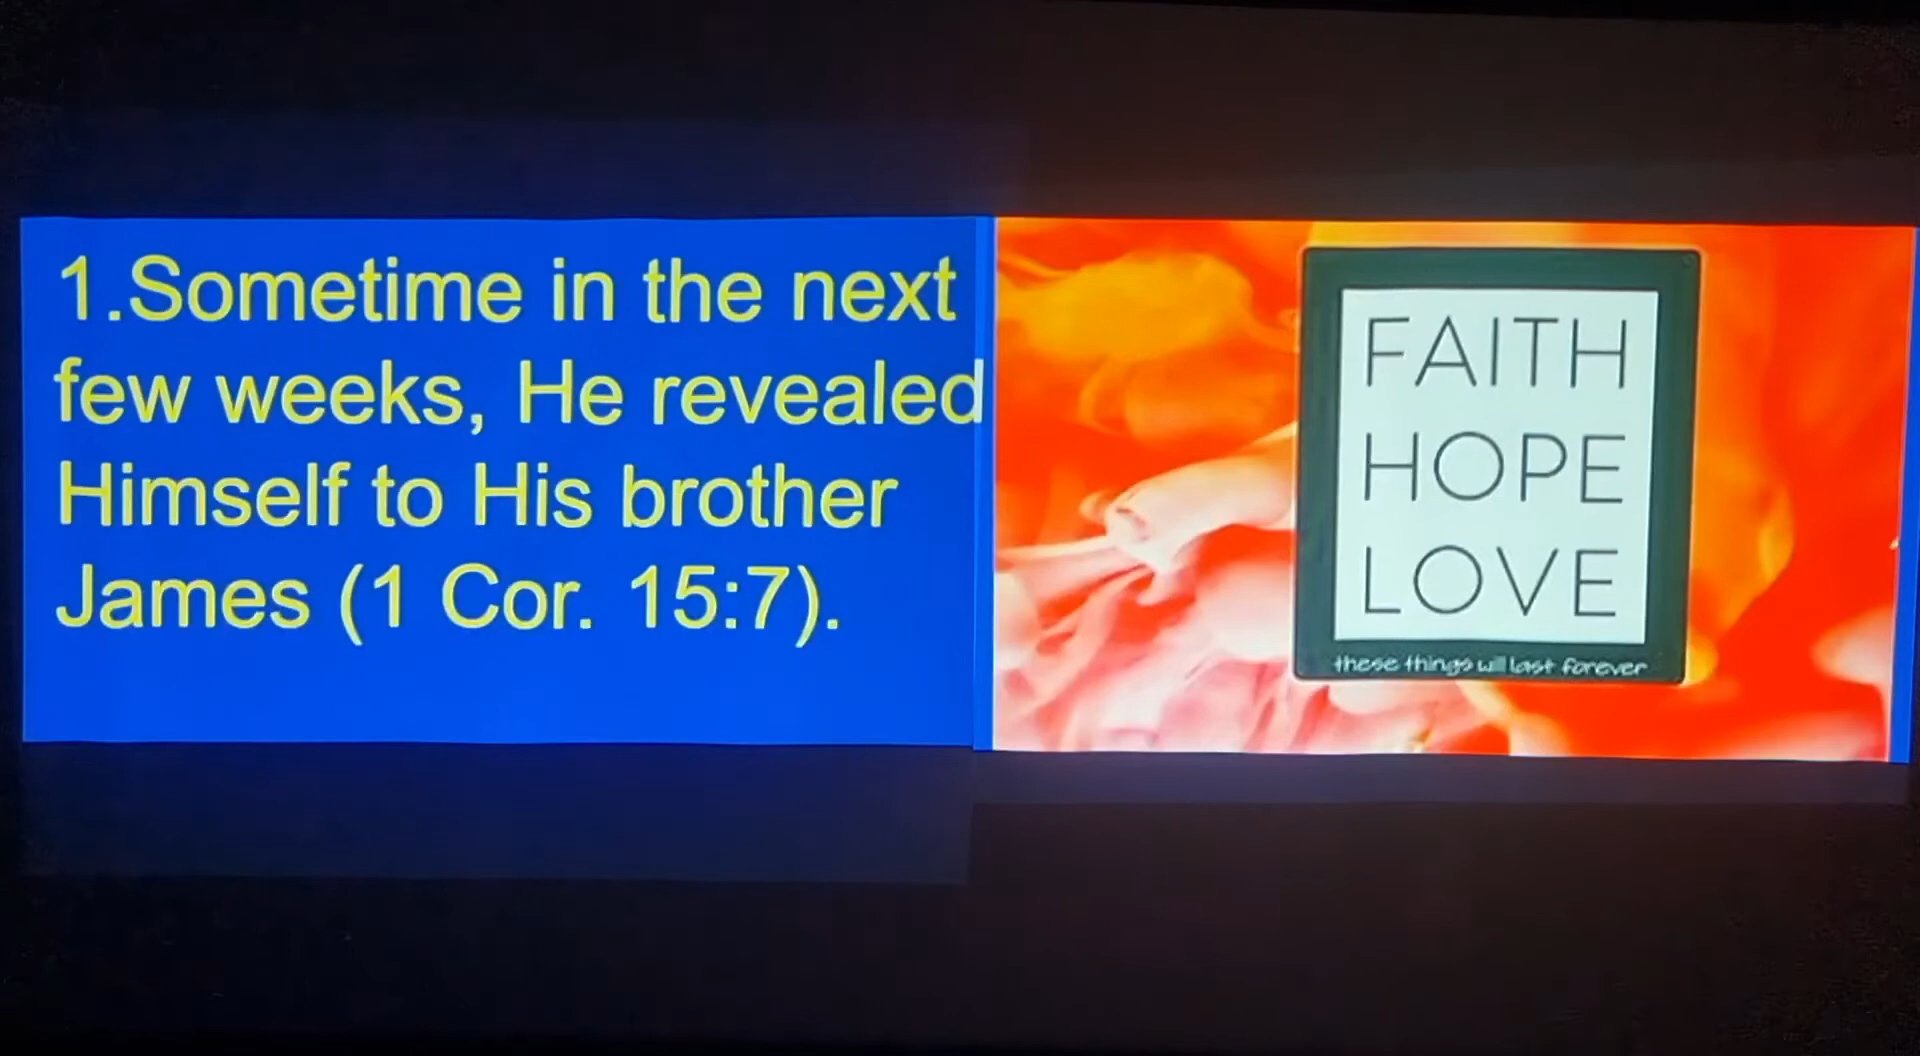 1.Sometime in the next
few weeks, He revealed
Himself to His brother
James (1 Cor. 15:7).
FAITH
HOPE
LOVE
these things will last forever